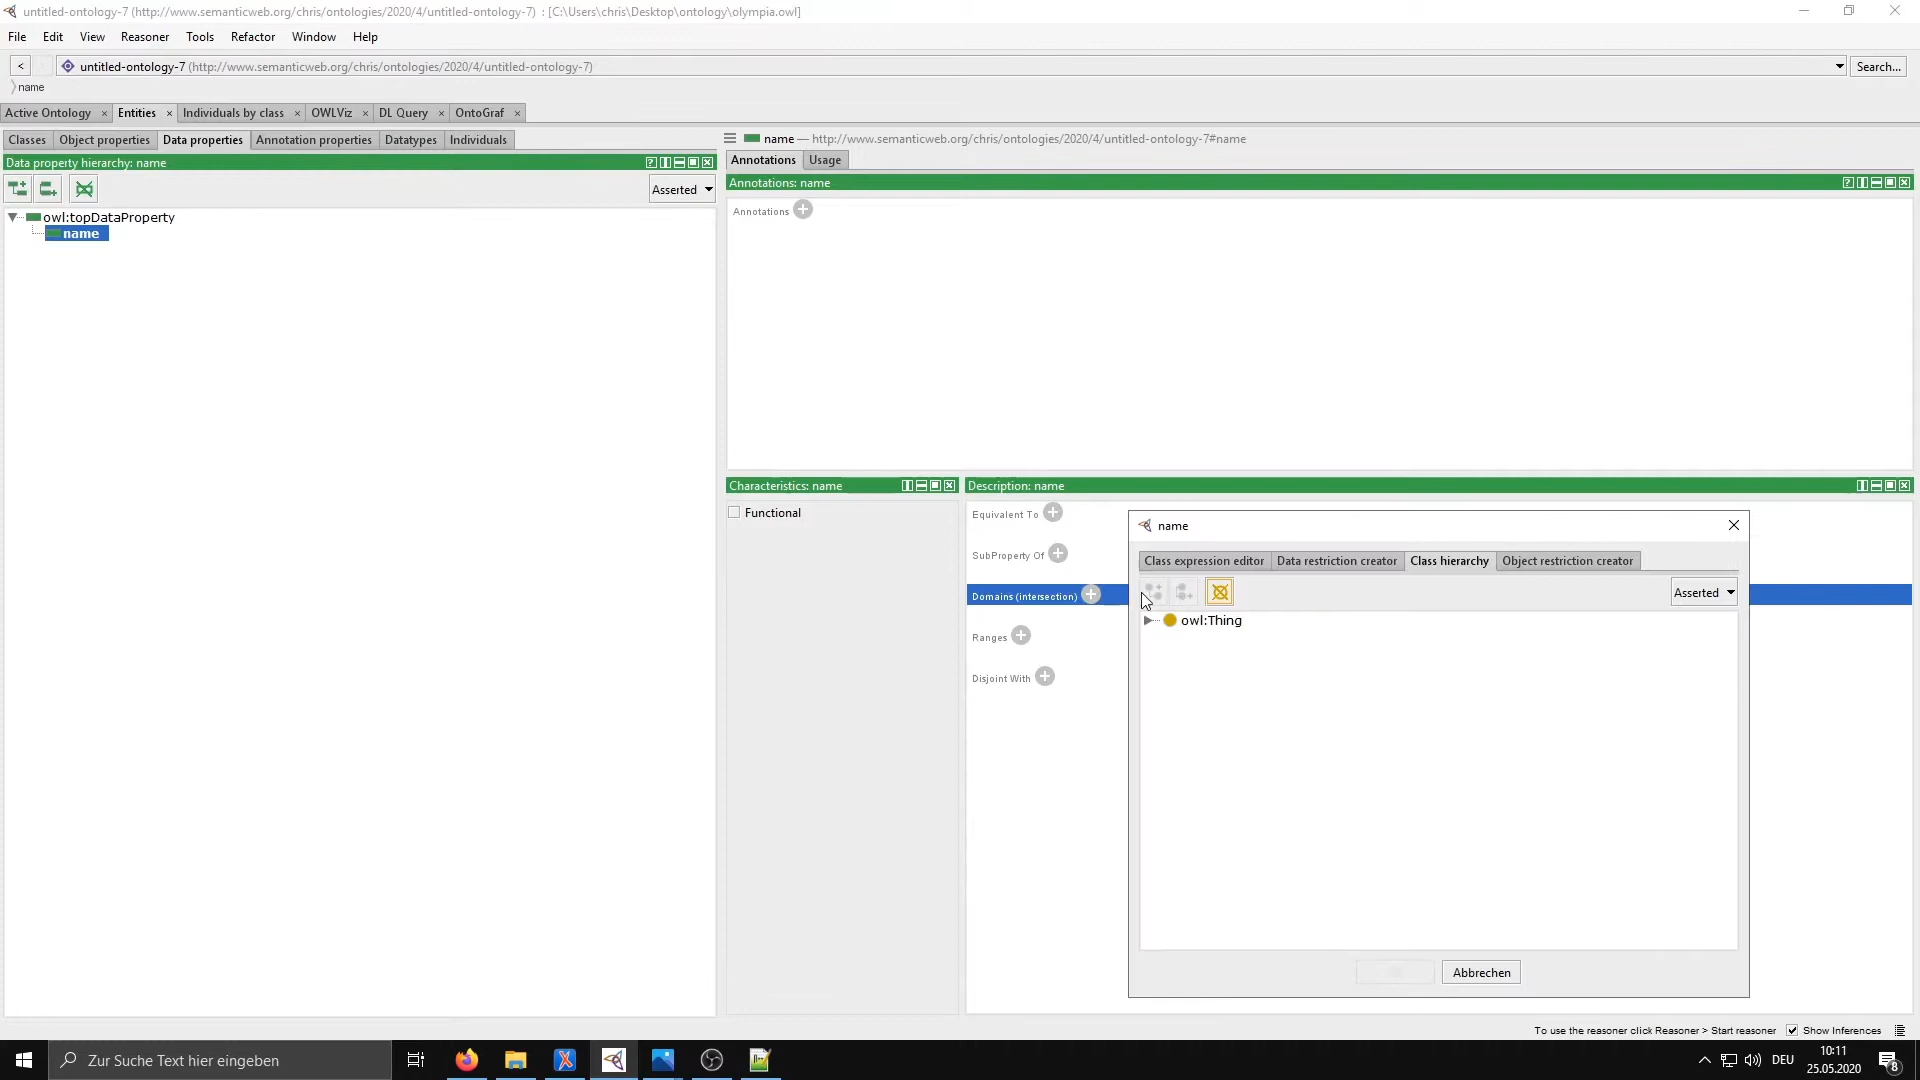 untitled-ontology-7 (http://www.semanticweb.org/chris/ontologies/2020/4/untitled-ontology-7) : [C:\Users\chris\Desktop\ontology\olympia.owl]
File Edit View Reasoner Tools Refactor Window Help
< untitled-ontology-7 (http://www.semanticweb.org/chris/ontologies/2020/4/untitled-ontology-7) Search...
name
Active Ontology × Entities × Individuals by class × OWLViz × DL Query × OntoGraf ×
Classes Object properties Data properties Annotation properties Datatypes Individuals
Data property hierarchy: name
Asserted
owl:topDataProperty
name
name — http://www.semanticweb.org/chris/ontologies/2020/4/untitled-ontology-7#name
Annotations Usage
Annotations: name
Annotations
Characteristics: name
Functional
Description: name
Equivalent To
SubProperty Of
Domains (intersection)
Ranges
Disjoint With
name
Class expression editor Data restriction creator Class hierarchy Object restriction creator
Asserted
owl:Thing
Abbrechen
To use the reasoner click Reasoner > Start reasoner Show Inferences
Zur Suche Text hier eingeben
DEU
10:11
25.05.2020
8